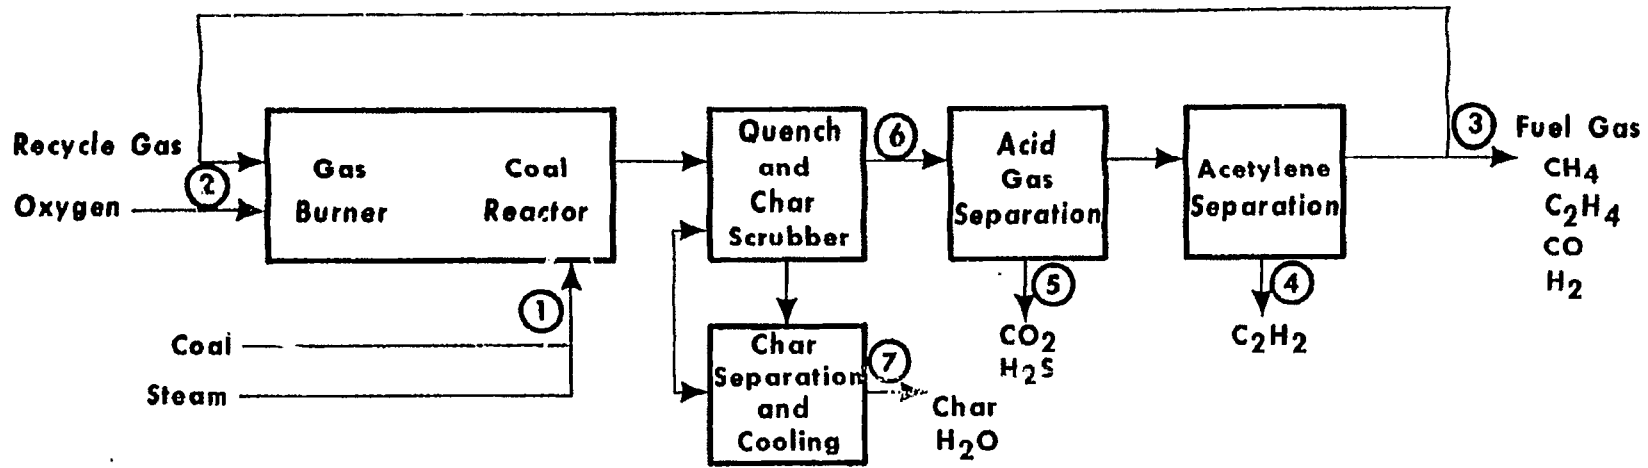 Recycle Gas
Oxygen
2
Gas
Burner
Coal
Reactor
1
Coal
Steam
Quench
and
Char
Scrubber
6
Acid
Gas
Separation
Acetylene
Separation
3
Fuel Gas
CH4
C2H4
CO
H2
5
CO2
H2S
4
C2H2
Char
Separation
and
Cooling
7
Char
H2O